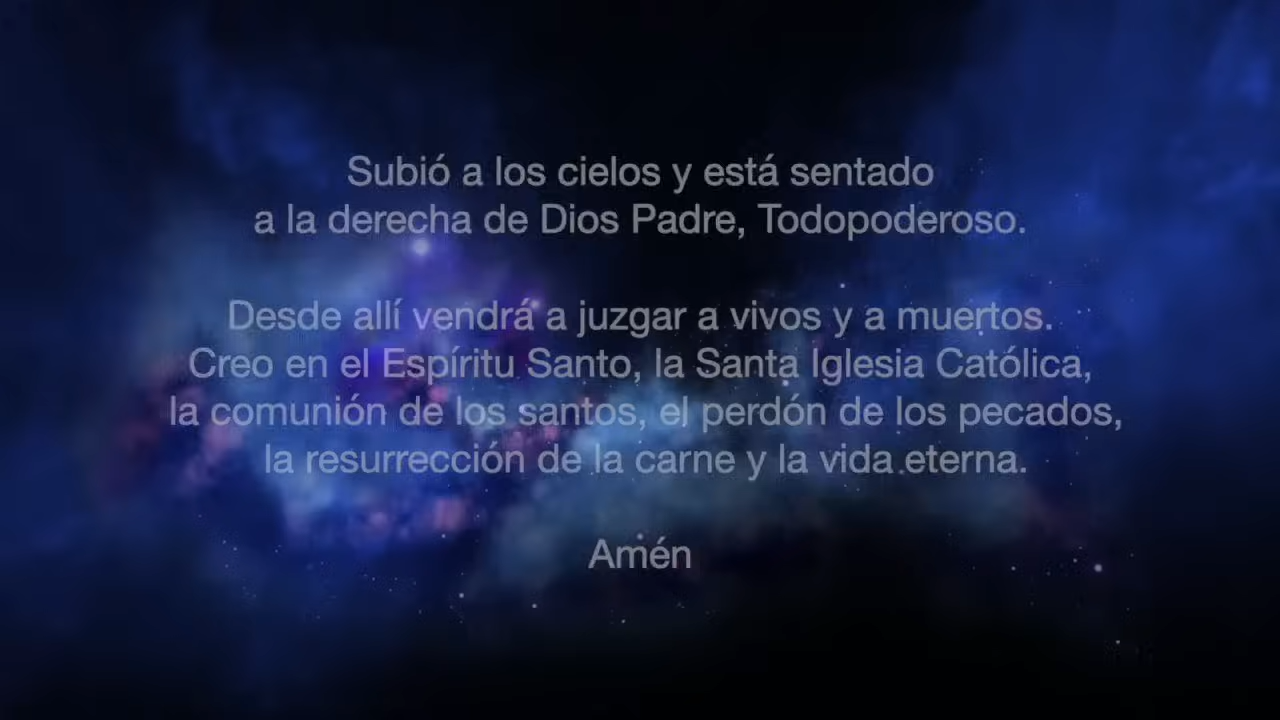 Subió a los cielos y está sentado
a la derecha de Dios Padre, Todopoderoso.
Desde allí vendrá a juzgar a vivos y a muertos.
Creo en el Espíritu Santo, la Santa Iglesia Católica,
la comunión de los santos, el perdón de los pecados,
la resurrección de la carne y la vida eterna.
Amén